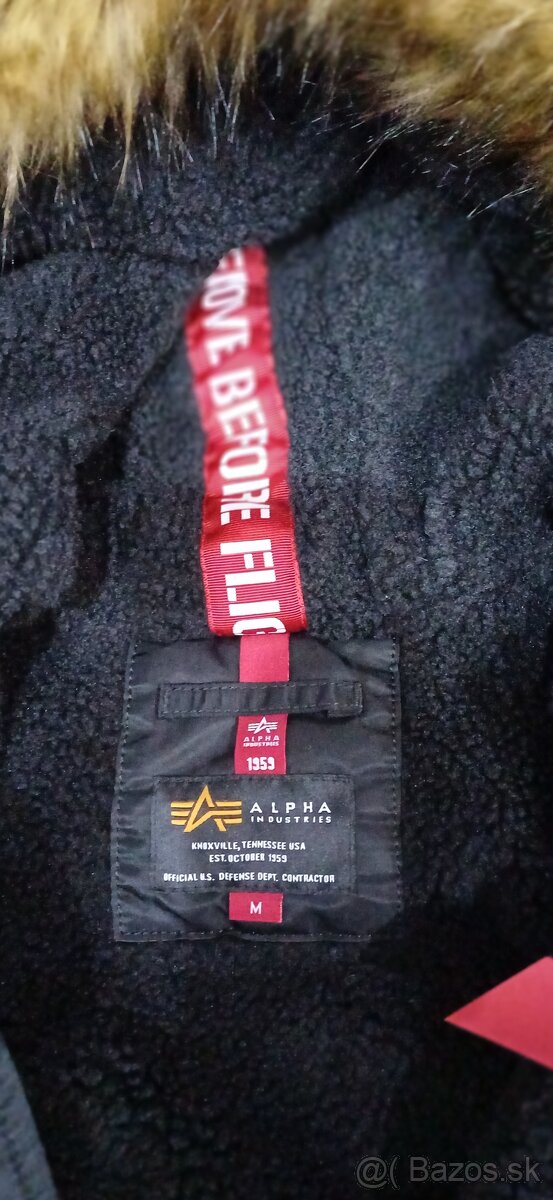 REMOVE BEFORE FLIG
ALPHA
INDUSTRIES
1959
ALPHA
INDUSTRIES
KNOXVILLE, TENNESSEE USA
EST. OCTOBER 1959
OFFICIAL U.S. DEFENSE DEPT. CONTRACTOR
M
Bazos.sk